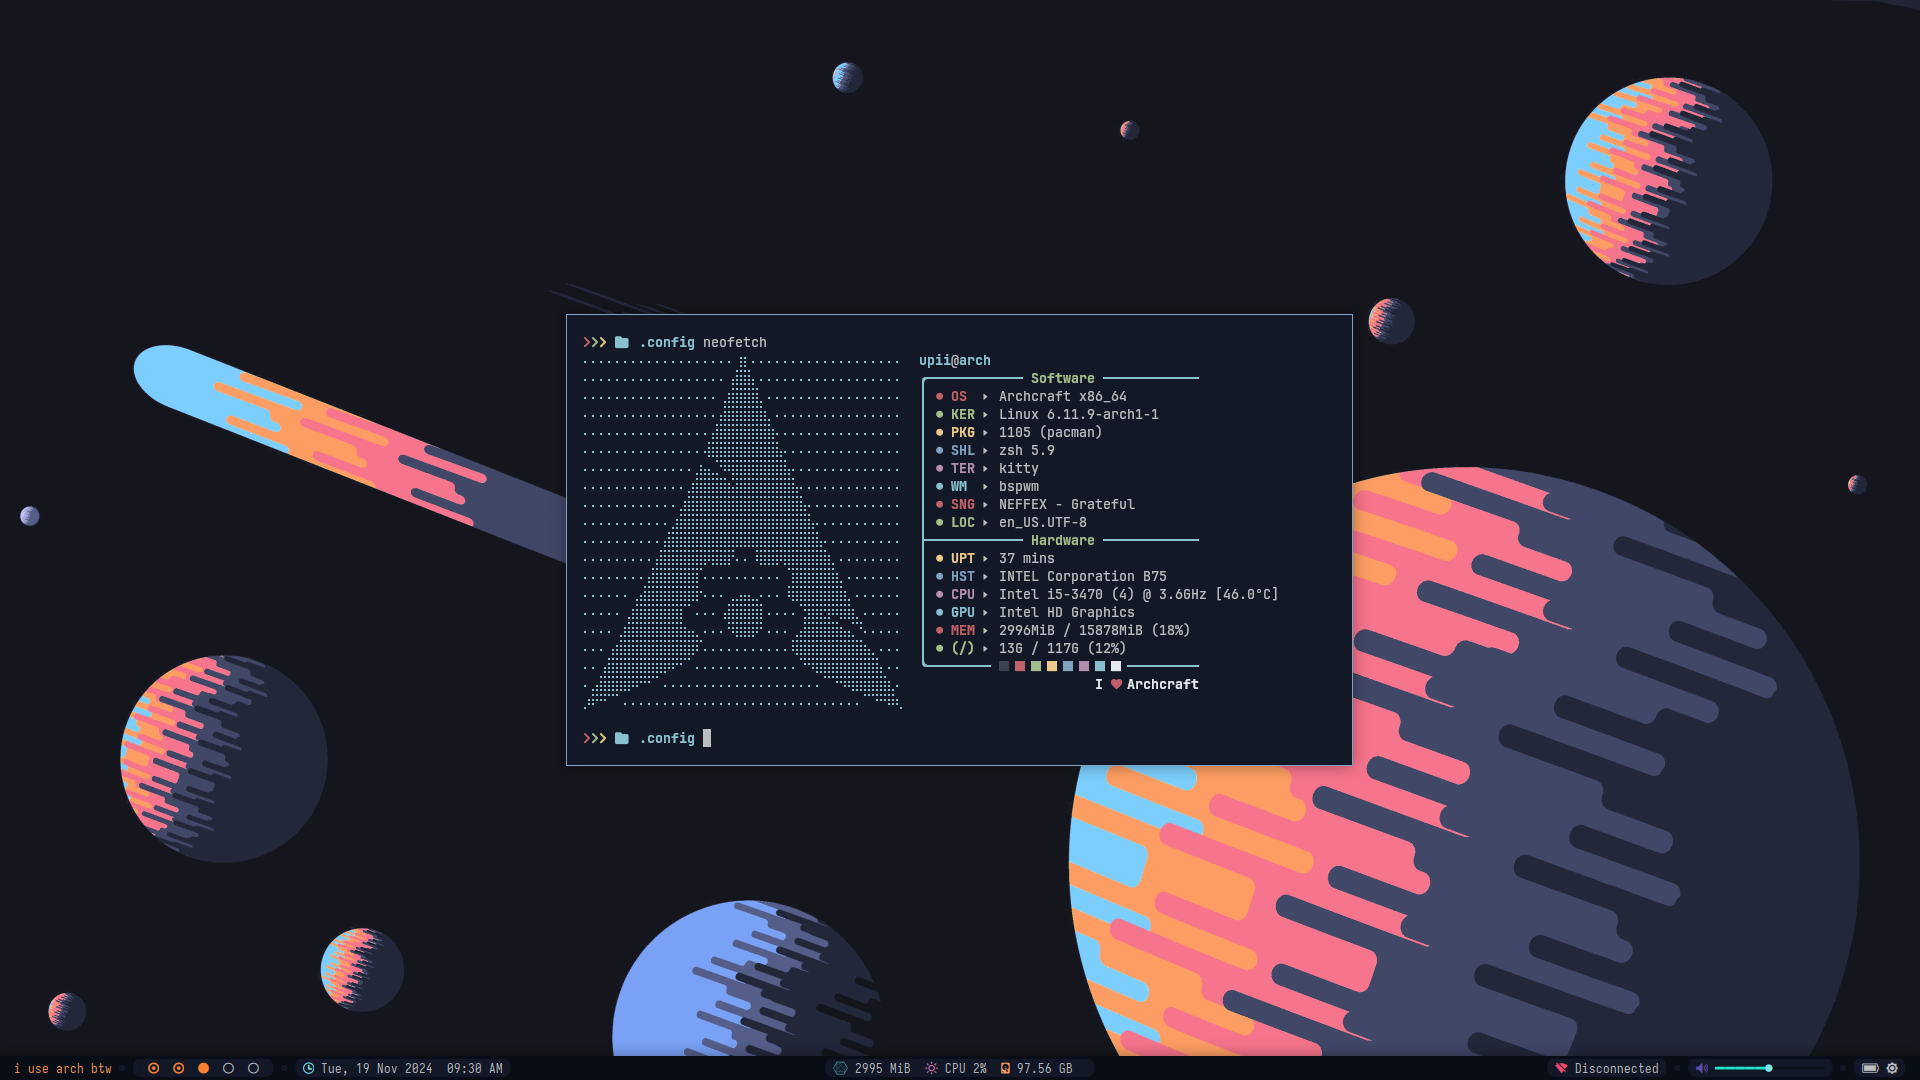 .config neofetch
upii@arch
Software
OS Archcraft x86_64
KER Linux 6.11.9-arch1-1
PKG 1105 (pacman)
SHL zsh 5.9
TER kitty
WM bspwm
SNG NEFFEX - Grateful
LOC en_US.UTF-8
Hardware
UPT 37 mins
HST INTEL Corporation B75
CPU Intel i5-3470 (4) @ 3.6GHz [46.0°C]
GPU Intel HD Graphics
MEM 2996MiB / 15878MiB (18%)
(/) 13G / 117G (12%)
I ♥ Archcraft
.config
i use arch btw Tue, 19 Nov 2024 09:30 AM 2995 MiB CPU 2% 97.56 GB Disconnected